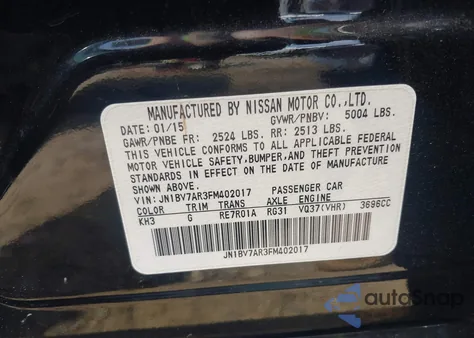 MANUFACTURED BY NISSAN MOTOR CO.,LTD.
DATE: 01/15 GVWR/PNBV: 5004 LBS.
GAWR/PNBE FR: 2524 LBS. RR: 2513 LBS.
THIS VEHICLE CONFORMS TO ALL APPLICABLE FEDERAL
MOTOR VEHICLE SAFETY, BUMPER, AND THEFT PREVENTION
STANDARDS IN EFFECT ON THE DATE OF MANUFACTURE
SHOWN ABOVE.
VIN: JN1BV7AR3FM402017 PASSENGER CAR
COLOR TRIM TRANS AXLE ENGINE
KH3 G RE7R01A RG31 VQ37(VHR) 3696CC
JN1BV7AR3FM402017
autoSnap